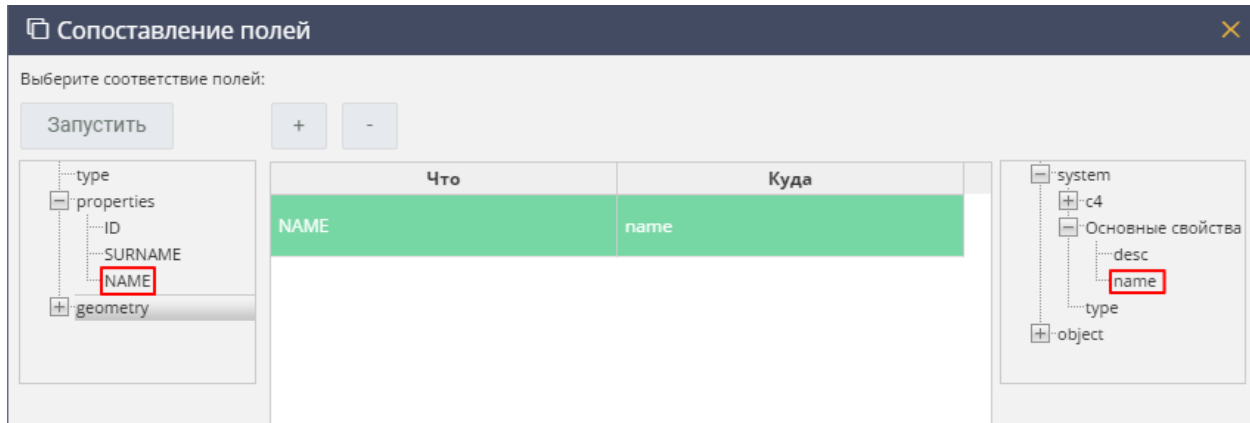 Сопоставление полей
Выберите соответствие полей:
Запустить
+
-
type
properties
ID
SURNAME
NAME
geometry
Что Куда
NAME name
system
c4
Основные свойства
desc
name
type
object